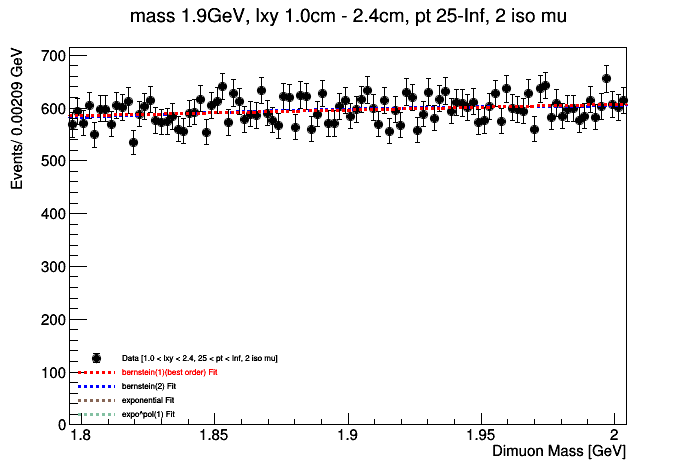 mass 1.9GeV, lxy 1.0cm - 2.4cm, pt 25-Inf, 2 iso mu
Events/ 0.00209 GeV
700
600
500
400
300
200
100
0
Data [1.0 < lxy < 2.4, 25 < pt < Inf, 2 iso mu]
bernstein(1)(best order) Fit
bernstein(2) Fit
exponential Fit
expo^pol(1) Fit
1.8 1.85 1.9 1.95 2
Dimuon Mass [GeV]